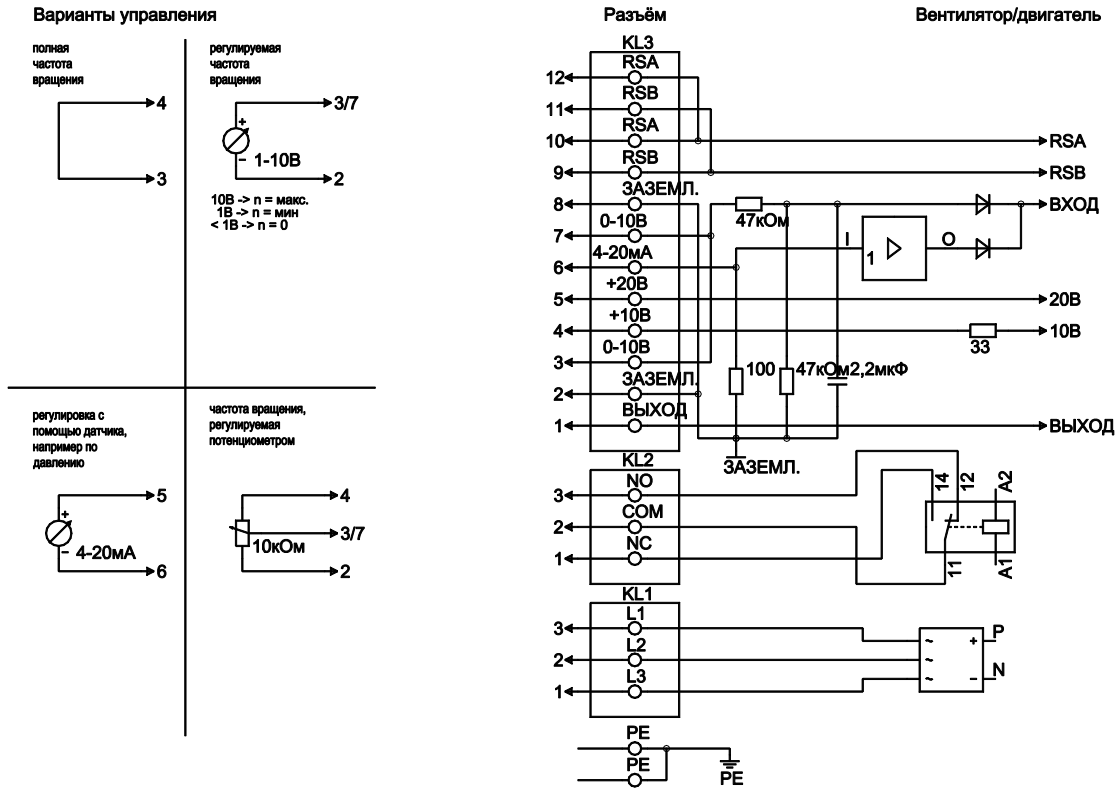 Варианты управления
полная
частота
вращения
4
3
регулируемая
частота
вращения
3/7
+
–
1-10В
2
10В -> n = макс.
1В -> n = мин
< 1В -> n = 0
регулировка с
помощью датчика,
например по
давлению
5
+
–
4-20мА
6
частота вращения,
регулируемая
потенциометром
4
3/7
10кОм
2
Разъём
Вентилятор/двигатель
KL3
RSA
12
RSB
11
RSA
10
RSA
RSB
9
RSB
ЗАЗЕМЛ.
8
47кОм
ВХОД
0-10В
7
I
1
O
4-20мА
6
+20В
5
20В
+10В
4
33
10В
0-10В
3
100
47кОм
2,2мкФ
ЗАЗЕМЛ.
2
ВЫХОД
1
ВЫХОД
ЗАЗЕМЛ.
KL2
NO
3
COM
2
NC
1
14
12
A2
11
A1
KL1
L1
3
L2
2
L3
1
~
+
P
~
~
–
N
PE
PE
PE